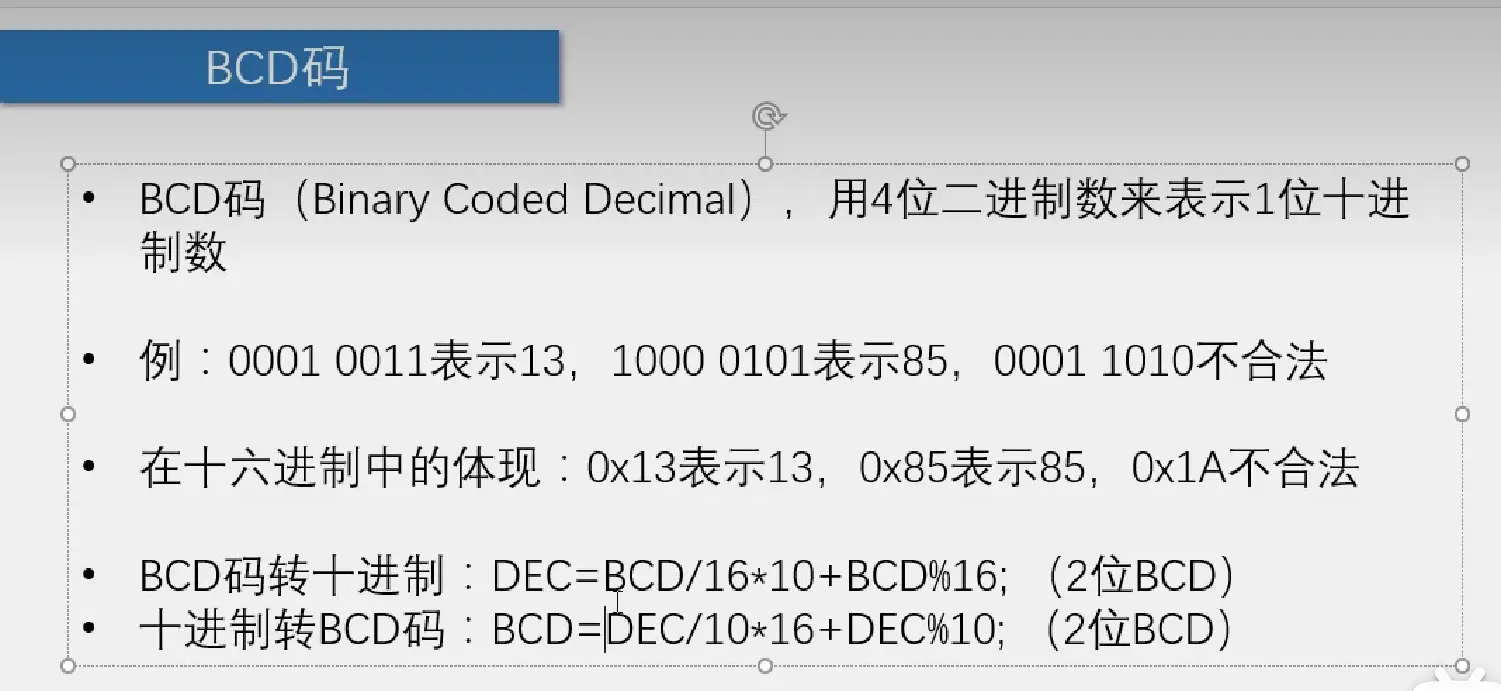 BCD码
• BCD码（Binary Coded Decimal），用4位二进制数来表示1位十进
制数
• 例：0001 0011表示13，1000 0101表示85，0001 1010不合法
• 在十六进制中的体现：0x13表示13，0x85表示85，0x1A不合法
• BCD码转十进制：DEC=BCD/16*10+BCD%16; （2位BCD）
• 十进制转BCD码：BCD=DEC/10*16+DEC%10; （2位BCD）